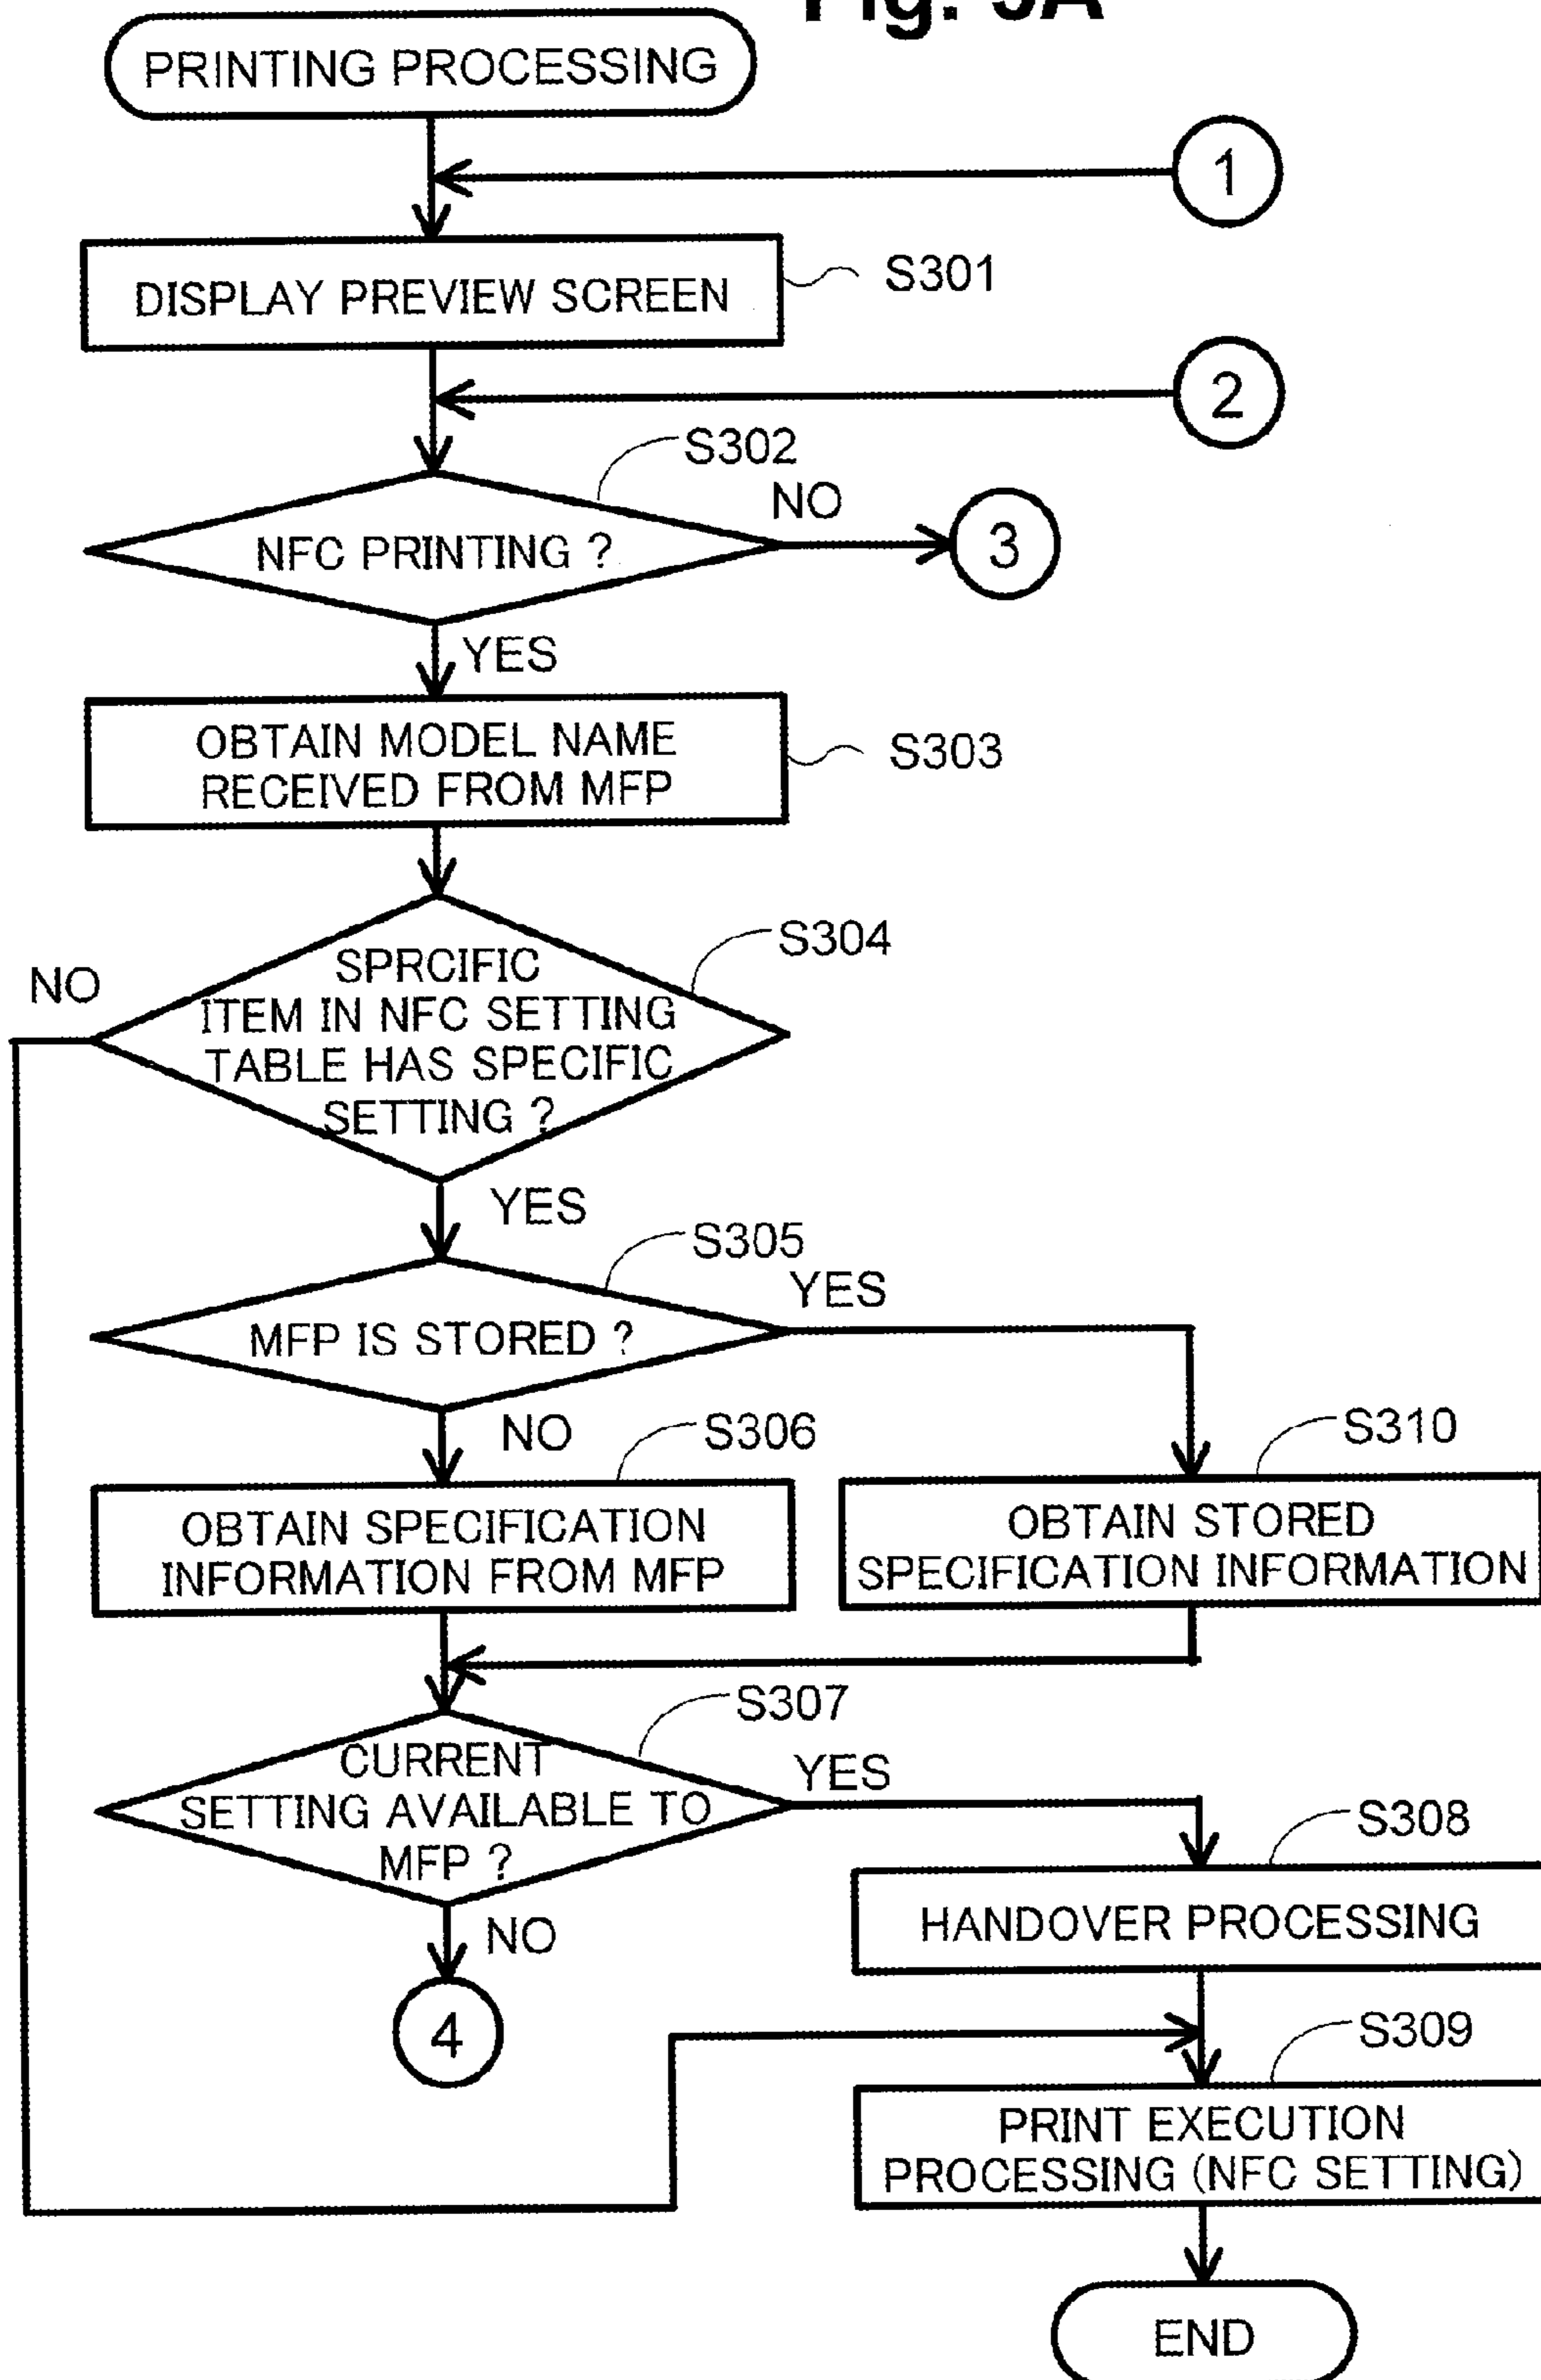 PRINTING PROCESSING
1
DISPLAY PREVIEW SCREEN
S301
2
S302
NFC PRINTING ?
NO
3
YES
OBTAIN MODEL NAME
RECEIVED FROM MFP
S303
S304
NO
SPRCIFIC
ITEM IN NFC SETTING
TABLE HAS SPECIFIC
SETTING ?
YES
S305
MFP IS STORED ?
YES
NO
S306
S310
OBTAIN SPECIFICATION
INFORMATION FROM MFP
OBTAIN STORED
SPECIFICATION INFORMATION
S307
CURRENT
SETTING AVAILABLE TO
MFP ?
YES
S308
HANDOVER PROCESSING
NO
4
S309
PRINT EXECUTION
PROCESSING (NFC SETTING)
END